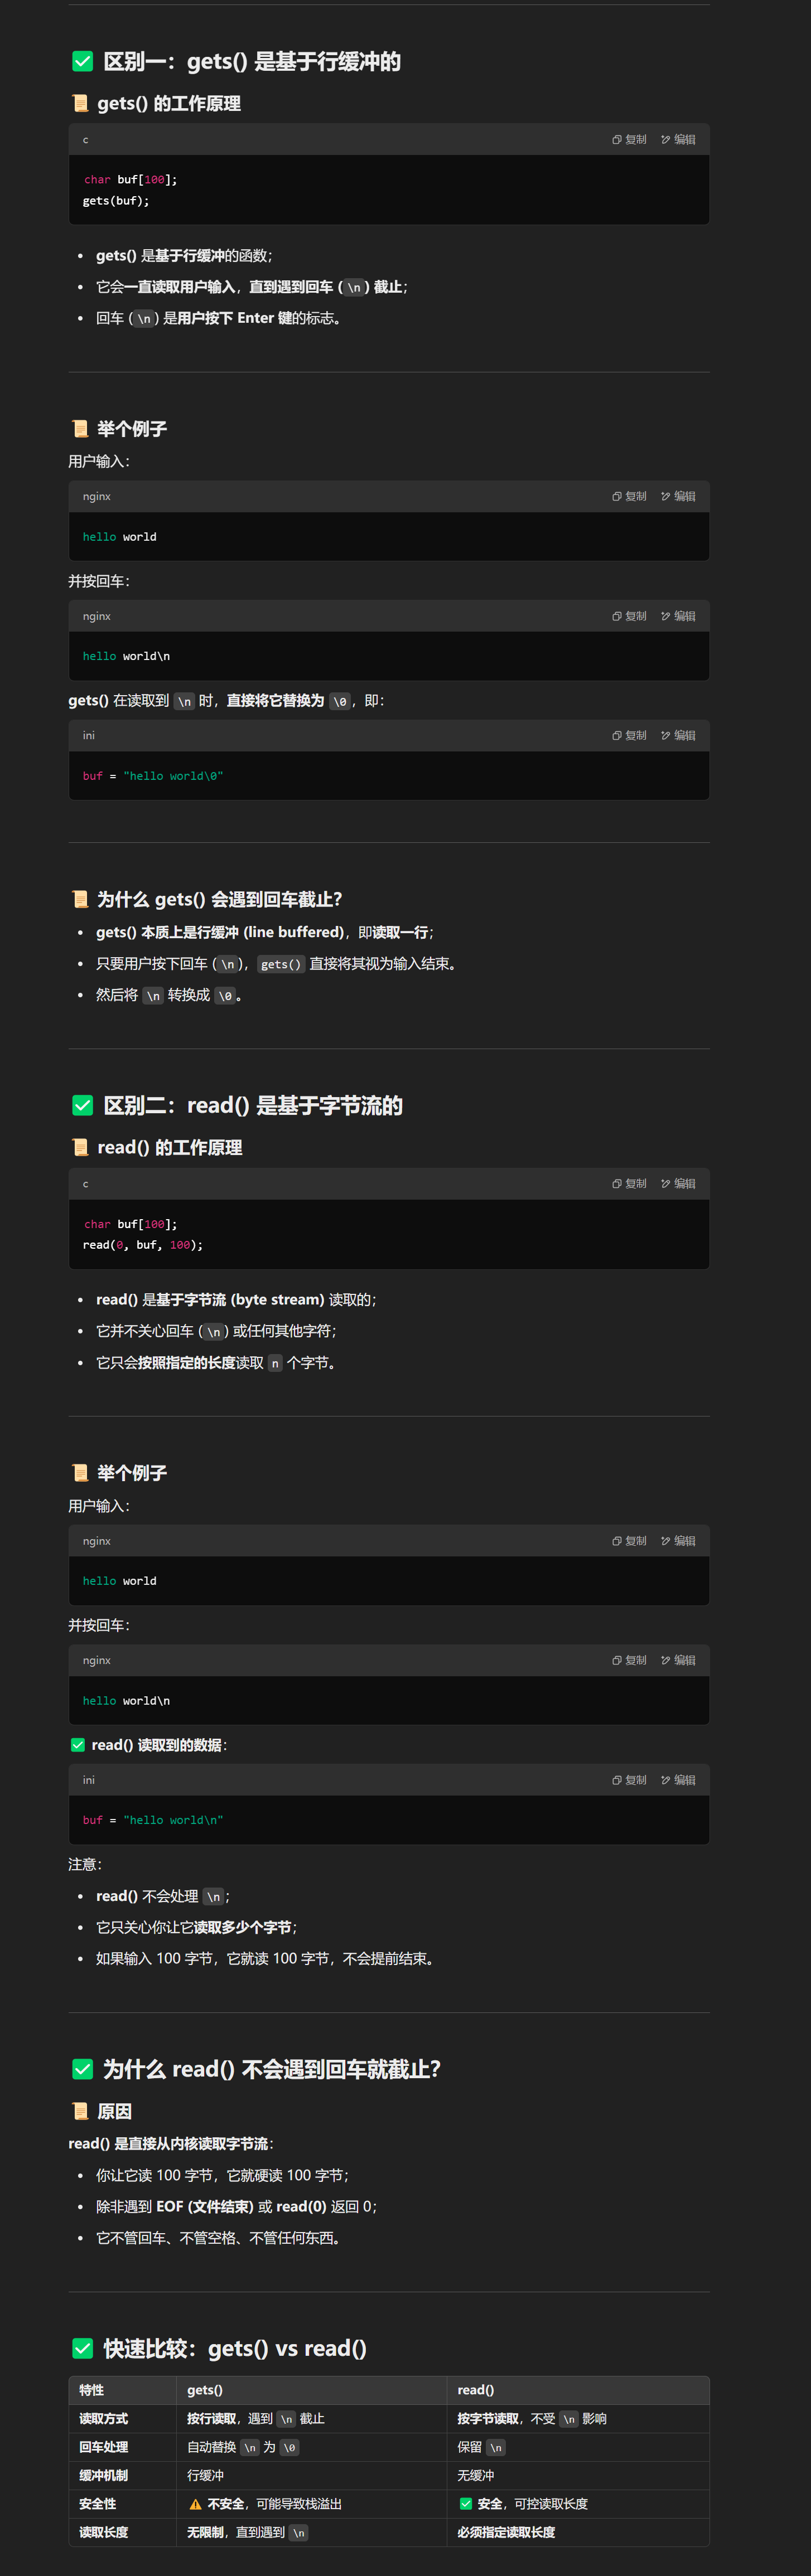 ✅ 区别一：gets() 是基于行缓冲的
📜 gets() 的工作原理
c
复制 编辑
char buf[100];
gets(buf);
• gets() 是基于行缓冲的函数；
• 它会一直读取用户输入，直到遇到回车 (\n) 截止；
• 回车 (\n) 是用户按下 Enter 键的标志。
📜 举个例子
用户输入：
nginx
复制 编辑
hello world
并按回车：
nginx
复制 编辑
hello world\n
gets() 在读取到 \n 时，直接将它替换为 \0，即：
ini
复制 编辑
buf = "hello world\0"
📜 为什么 gets() 会遇到回车截止？
• gets() 本质上是行缓冲 (line buffered)，即读取一行；
• 只要用户按下回车 (\n)，gets() 直接将其视为输入结束。
• 然后将 \n 转换成 \0。
✅ 区别二：read() 是基于字节流的
📜 read() 的工作原理
c
复制 编辑
char buf[100];
read(0, buf, 100);
• read() 是基于字节流 (byte stream) 读取的；
• 它并不关心回车 (\n) 或任何其他字符；
• 它只会按照指定的长度读取 n 个字节。
📜 举个例子
用户输入：
nginx
复制 编辑
hello world
并按回车：
nginx
复制 编辑
hello world\n
✅ read() 读取到的数据：
ini
复制 编辑
buf = "hello world\n"
注意：
• read() 不会处理 \n；
• 它只关心你让它读取多少个字节；
• 如果输入 100 字节，它就读 100 字节，不会提前结束。
✅ 为什么 read() 不会遇到回车就截止？
📜 原因
read() 是直接从内核读取字节流：
• 你让它读 100 字节，它就硬读 100 字节；
• 除非遇到 EOF (文件结束) 或 read(0) 返回 0；
• 它不管回车、不管空格、不管任何东西。
✅ 快速比较：gets() vs read()
特性 gets() read()
读取方式 按行读取，遇到 \n 截止 按字节读取，不受 \n 影响
回车处理 自动替换 \n 为 \0 保留 \n
缓冲机制 行缓冲 无缓冲
安全性 ⚠️ 不安全，可能导致栈溢出 ✅ 安全，可控读取长度
读取长度 无限制，直到遇到 \n 必须指定读取长度